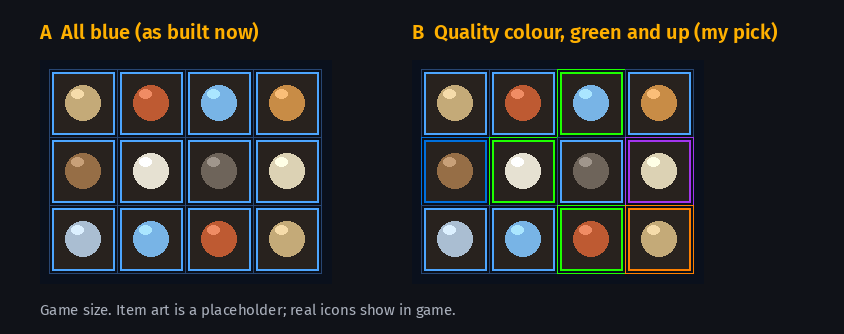 A All blue (as built now)
B Quality colour, green and up (my pick)
Game size. Item art is a placeholder; real icons show in game.